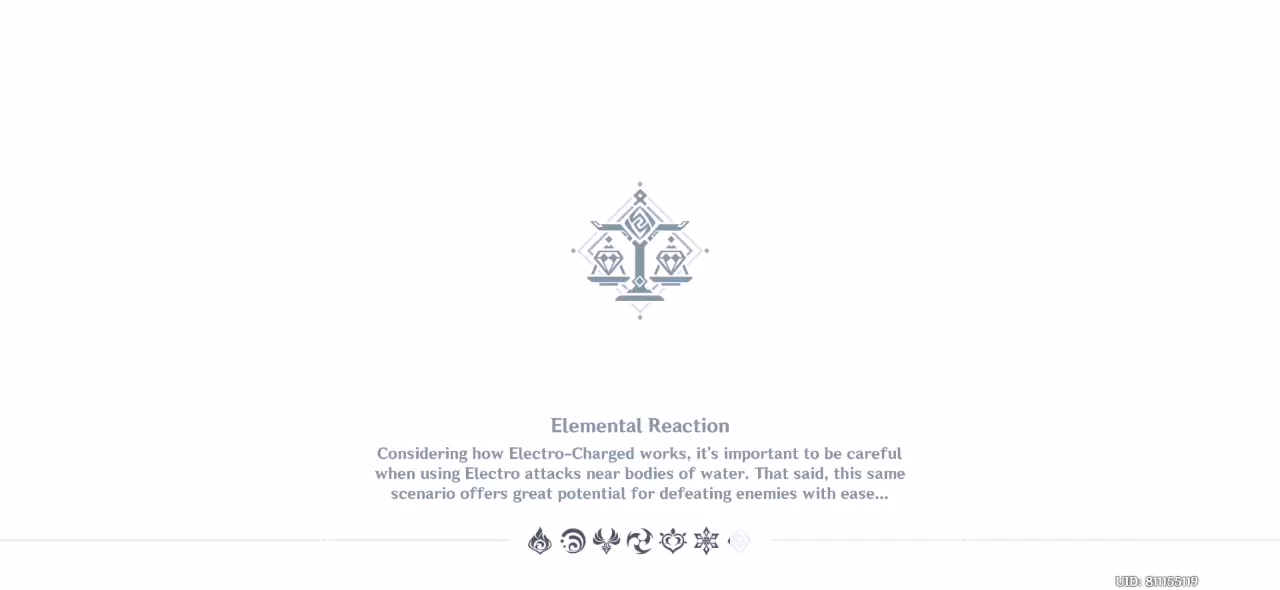 Elemental Reaction
Considering how Electro-Charged works, it's important to be careful
when using Electro attacks near bodies of water. That said, this same
scenario offers great potential for defeating enemies with ease...
UID: 811155119